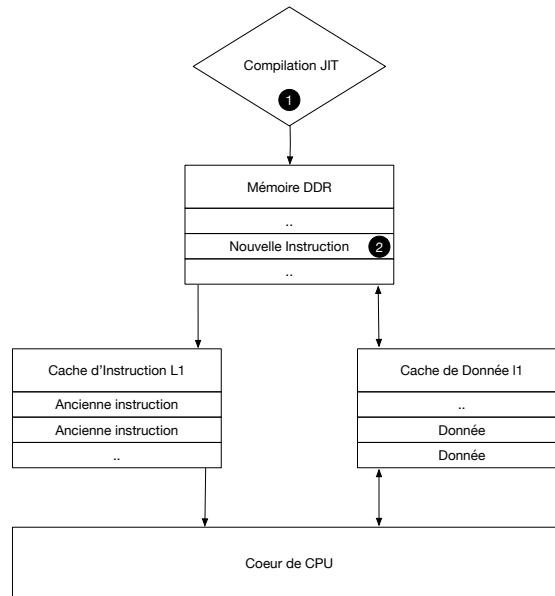 Compilation JIT
1
Mémoire DDR
..
Nouvelle Instruction 2
..
Cache d'Instruction L1
Ancienne instruction
Ancienne instruction
..
Cache de Donnée l1
..
Donnée
Donnée
Coeur de CPU